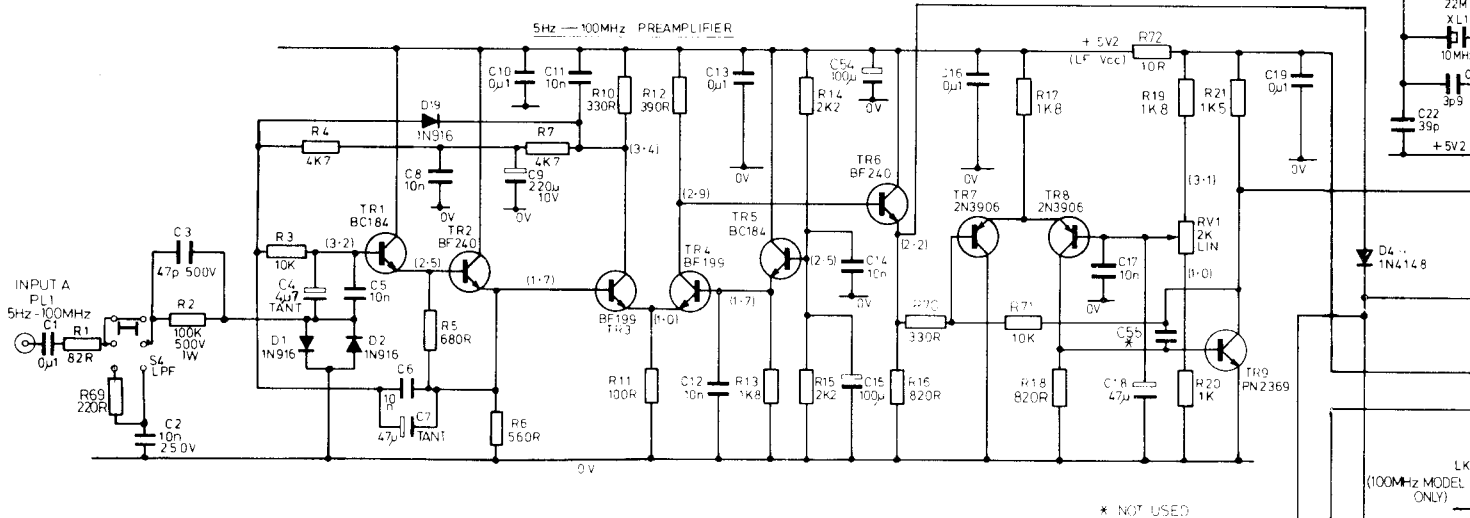 5Hz — 100MHz PREAMPLIFIER
22M
XL1
10MH
C
3p9
C22
39p
+5V2
+ 5V2
(LF Vcc)
R72
10R
C10
0µ1
C11
10n
R10
330R
R12
390R
C13
0µ1
C54
100µ
0V
R14
2K2
C16
0µ1
R17
1K8
R19
1K8
R21
1K5
C19
0µ1
0V
D19
1N916
R4
4K7
R7
4K7
(3·4)
C8
10n
0V
C9
220µ
10V
0V
0V
0V
0V
TR6
BF240
(2·9)
(2·2)
TR7
2N3906
TR8
2N3906
(3·1)
RV1
2K
LIN
(1·0)
D4
1N4148
TR1
BC184
TR2
BF240
C3
47p 500V
R3
10K
(3·2)
(2·5)
(1·7)
C4
4µ7
TANT
C5
10n
TR5
BC184
TR4
BF199
(2·5)
C14
10n
0V
(1·7)
BF199
TR3
(1·0)
C17
10n
0V
INPUT A
PL1
5Hz-100MHz
C1
0µ1
R1
82R
R2
100K
500V
1W
S4
LPF
D1
1N916
D2
1N916
R5
680R
R70
330R
R71
10K
C55
*
TR9
PN2369
R69
220R
C2
10n
250V
C6
10
n
C7
47µ
TANT
R6
560R
R11
100R
C12
10n
R13
1K8
R15
2K2
C15
100µ
R16
820R
R18
820R
C18
47µ
R20
1K
0V
LK
(100MHz MODEL
ONLY)
* NOT USED